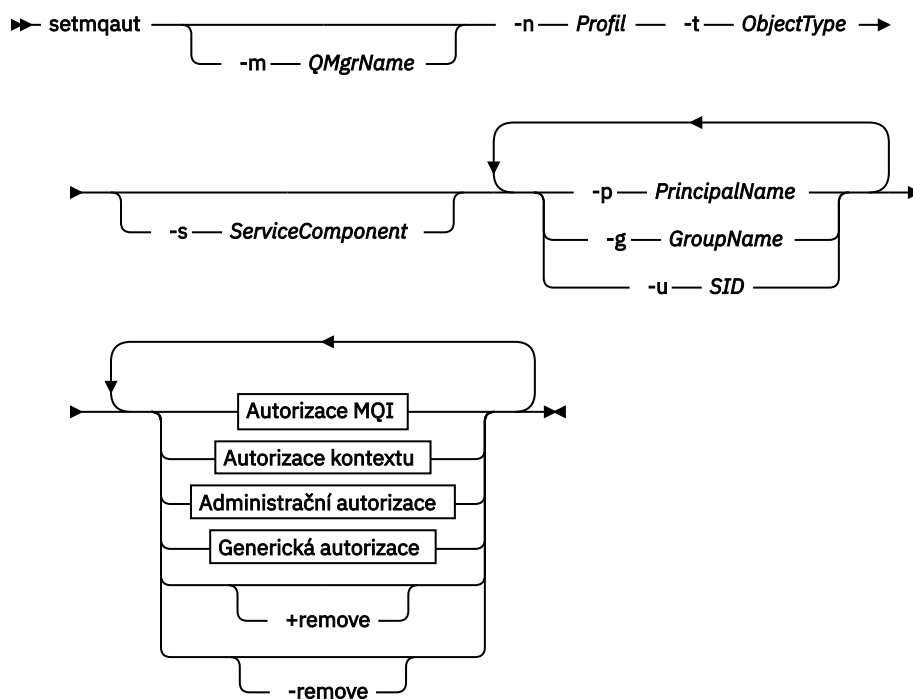 setmqaut -m QMgrName -n Profil -t ObjectType
-s ServiceComponent -p PrincipalName
-g GroupName
-u SID
Autorizace MQI
Autorizace kontextu
Administrační autorizace
Generická autorizace
+remove
-remove